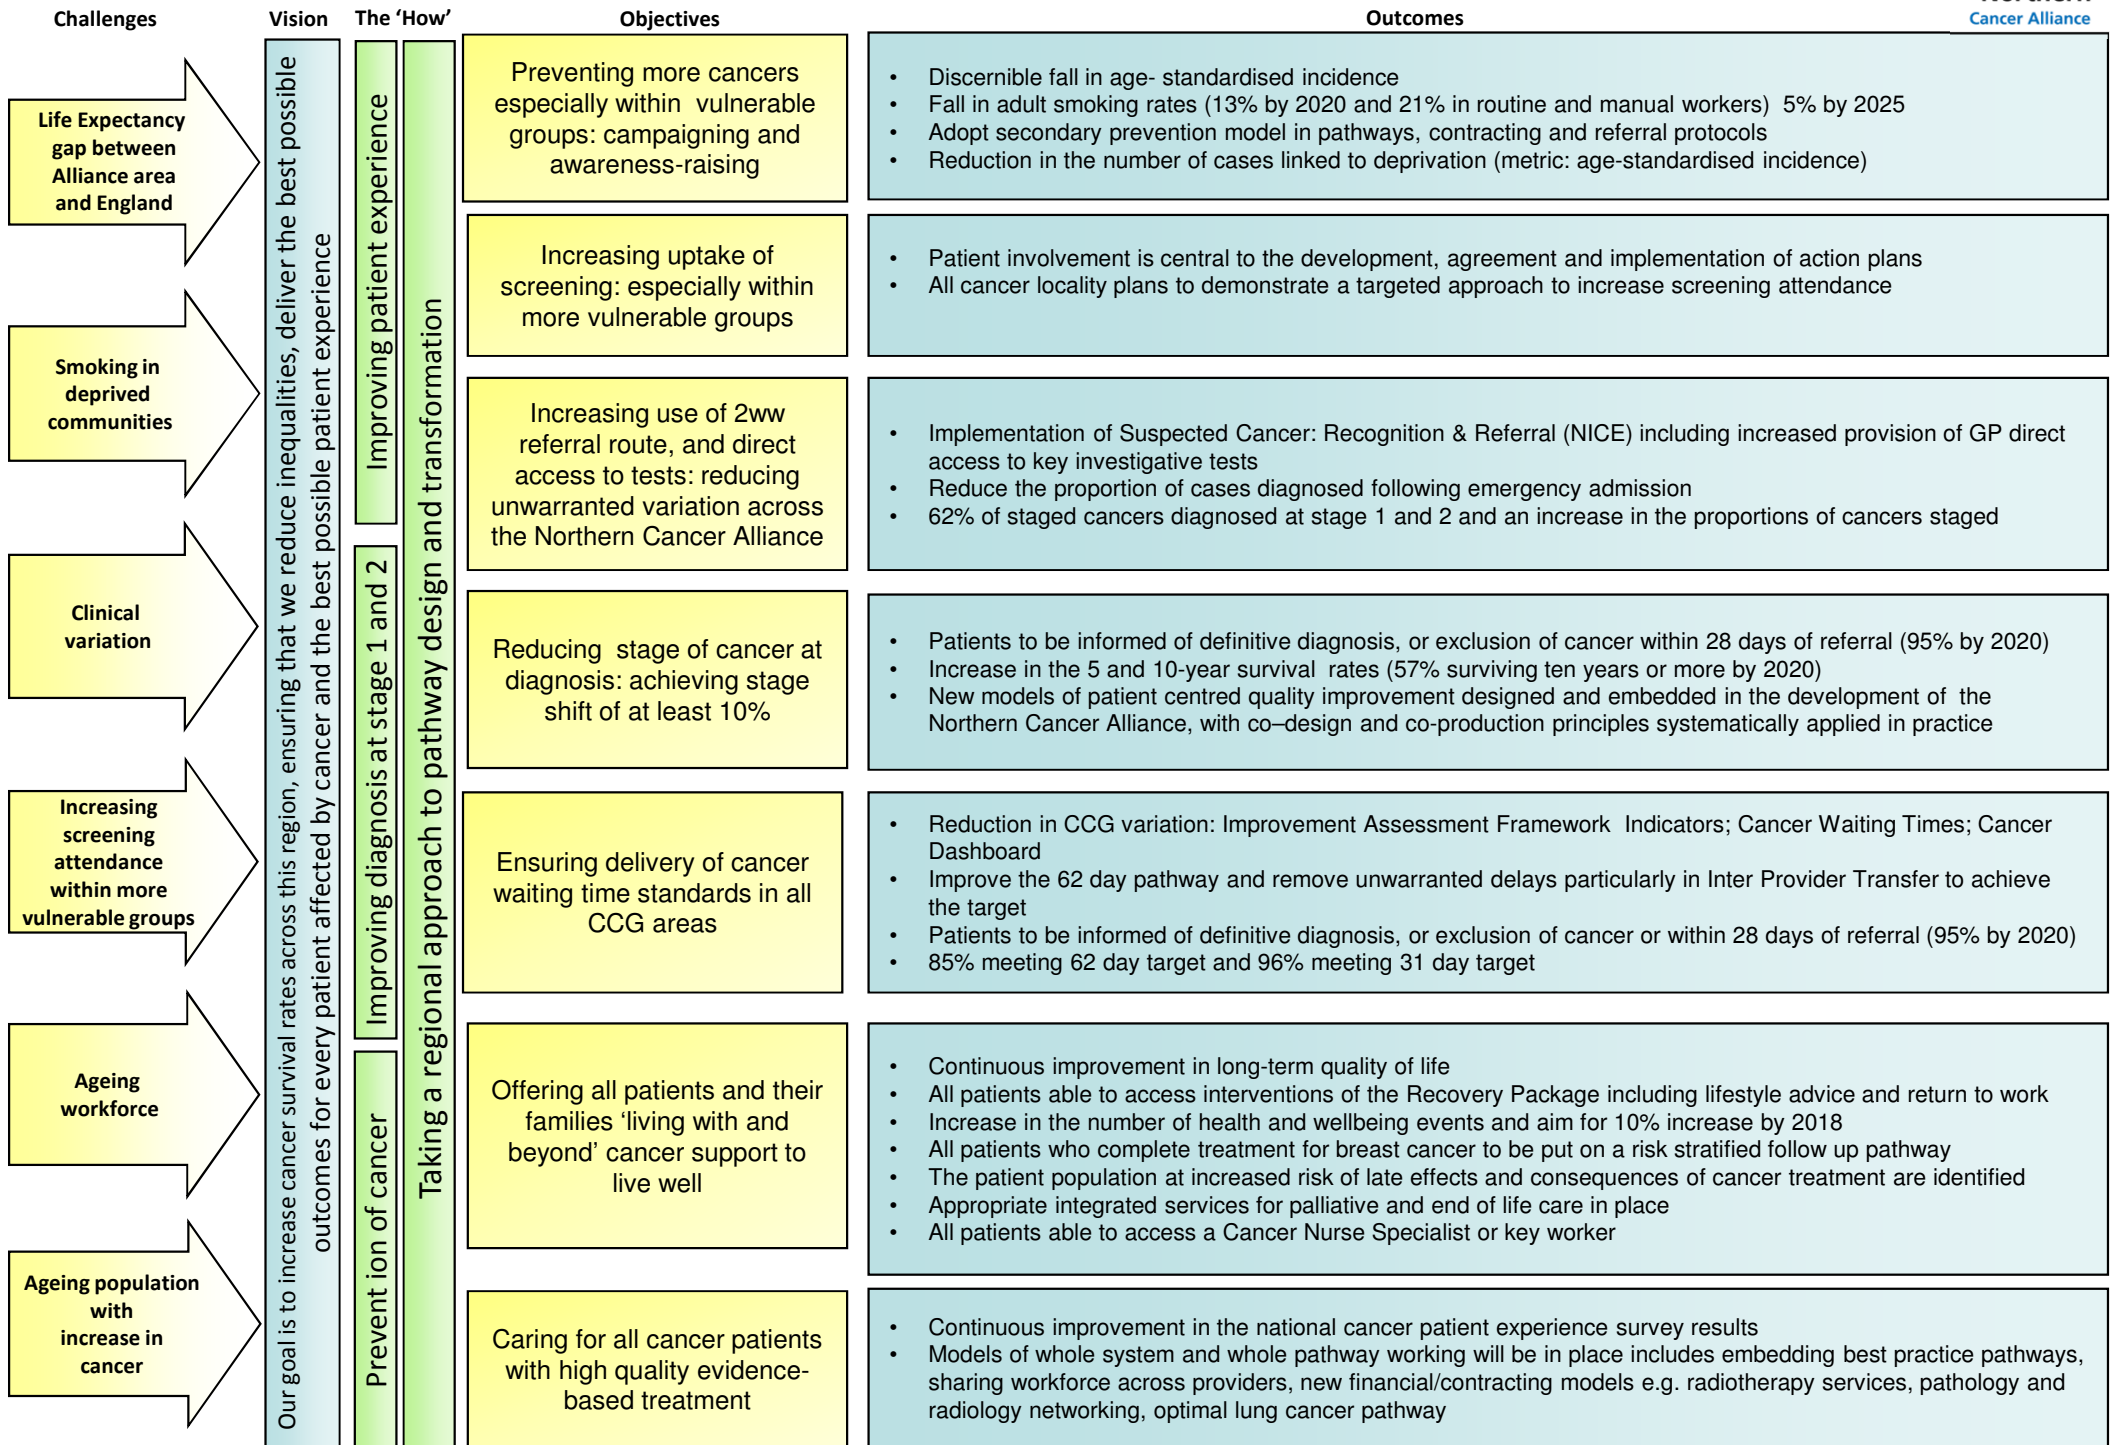 Challenges
Vision
The ‘How’
Objectives
Outcomes
Cancer Alliance
Life Expectancy
gap between
Alliance area
and England
Smoking in
deprived
communities
Clinical
variation
Increasing
screening
attendance
within more
vulnerable groups
Ageing
workforce
Ageing population
with
increase in
cancer
Our goal is to increase cancer survival rates across this region, ensuring that we reduce inequalities, deliver the best possible
outcomes for every patient affected by cancer and the best possible patient experience
Improving patient experience
Improving diagnosis at stage 1 and 2
Prevent ion of cancer
Taking a regional approach to pathway design and transformation
Preventing more cancers
especially within vulnerable
groups: campaigning and
awareness-raising
• Discernible fall in age- standardised incidence
• Fall in adult smoking rates (13% by 2020 and 21% in routine and manual workers) 5% by 2025
• Adopt secondary prevention model in pathways, contracting and referral protocols
• Reduction in the number of cases linked to deprivation (metric: age-standardised incidence)
Increasing uptake of
screening: especially within
more vulnerable groups
• Patient involvement is central to the development, agreement and implementation of action plans
• All cancer locality plans to demonstrate a targeted approach to increase screening attendance
Increasing use of 2ww
referral route, and direct
access to tests: reducing
unwarranted variation across
the Northern Cancer Alliance
• Implementation of Suspected Cancer: Recognition & Referral (NICE) including increased provision of GP direct
access to key investigative tests
• Reduce the proportion of cases diagnosed following emergency admission
• 62% of staged cancers diagnosed at stage 1 and 2 and an increase in the proportions of cancers staged
Reducing stage of cancer at
diagnosis: achieving stage
shift of at least 10%
• Patients to be informed of definitive diagnosis, or exclusion of cancer within 28 days of referral (95% by 2020)
• Increase in the 5 and 10-year survival rates (57% surviving ten years or more by 2020)
• New models of patient centred quality improvement designed and embedded in the development of the
Northern Cancer Alliance, with co–design and co-production principles systematically applied in practice
Ensuring delivery of cancer
waiting time standards in all
CCG areas
• Reduction in CCG variation: Improvement Assessment Framework Indicators; Cancer Waiting Times; Cancer
Dashboard
• Improve the 62 day pathway and remove unwarranted delays particularly in Inter Provider Transfer to achieve
the target
• Patients to be informed of definitive diagnosis, or exclusion of cancer or within 28 days of referral (95% by 2020)
• 85% meeting 62 day target and 96% meeting 31 day target
Offering all patients and their
families ‘living with and
beyond’ cancer support to
live well
• Continuous improvement in long-term quality of life
• All patients able to access interventions of the Recovery Package including lifestyle advice and return to work
• Increase in the number of health and wellbeing events and aim for 10% increase by 2018
• All patients who complete treatment for breast cancer to be put on a risk stratified follow up pathway
• The patient population at increased risk of late effects and consequences of cancer treatment are identified
• Appropriate integrated services for palliative and end of life care in place
• All patients able to access a Cancer Nurse Specialist or key worker
Caring for all cancer patients
with high quality evidence-
based treatment
• Continuous improvement in the national cancer patient experience survey results
• Models of whole system and whole pathway working will be in place includes embedding best practice pathways,
sharing workforce across providers, new financial/contracting models e.g. radiotherapy services, pathology and
radiology networking, optimal lung cancer pathway